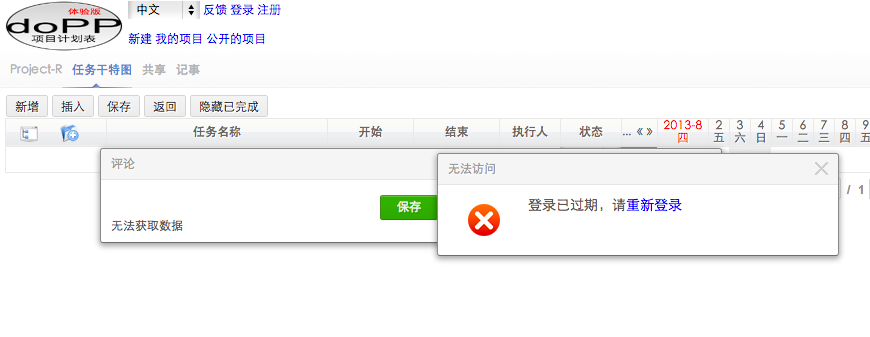 体验版
doPP
项目计划表
中文 反馈 登录 注册
新建 我的项目 公开的项目
Project-R 任务干特图 共享 记事
新增 插入 保存 返回 隐藏已完成
任务名称 开始 结束 执行人 状态 ... « » 2013-8 2 3 4 5 6 7 8 9
四 五 六 日 一 二 三 四 五
评论
无法访问
/ 1
保存
登录已过期，请重新登录
无法获取数据